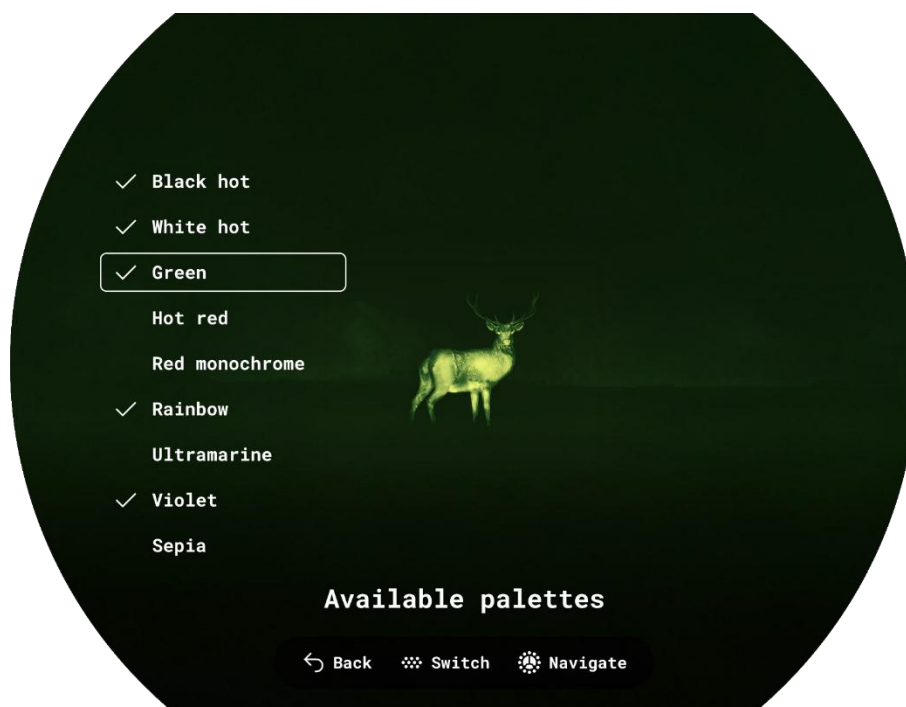 Black hot
White hot
Green
Hot red
Red monochrome
Rainbow
Ultramarine
Violet
Sepia
Available palettes
Back Switch Navigate